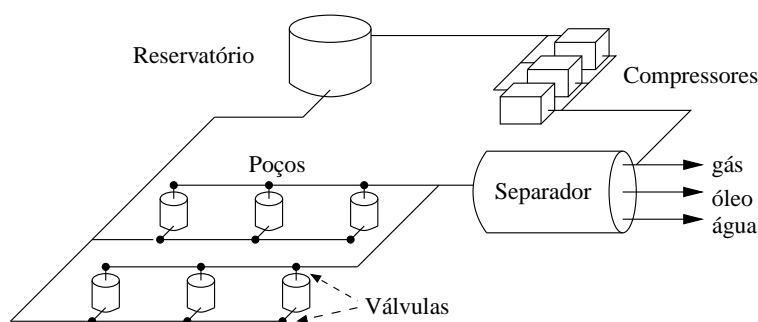 Reservatório
Compressores
Poços
Separador
gás
óleo
água
Válvulas